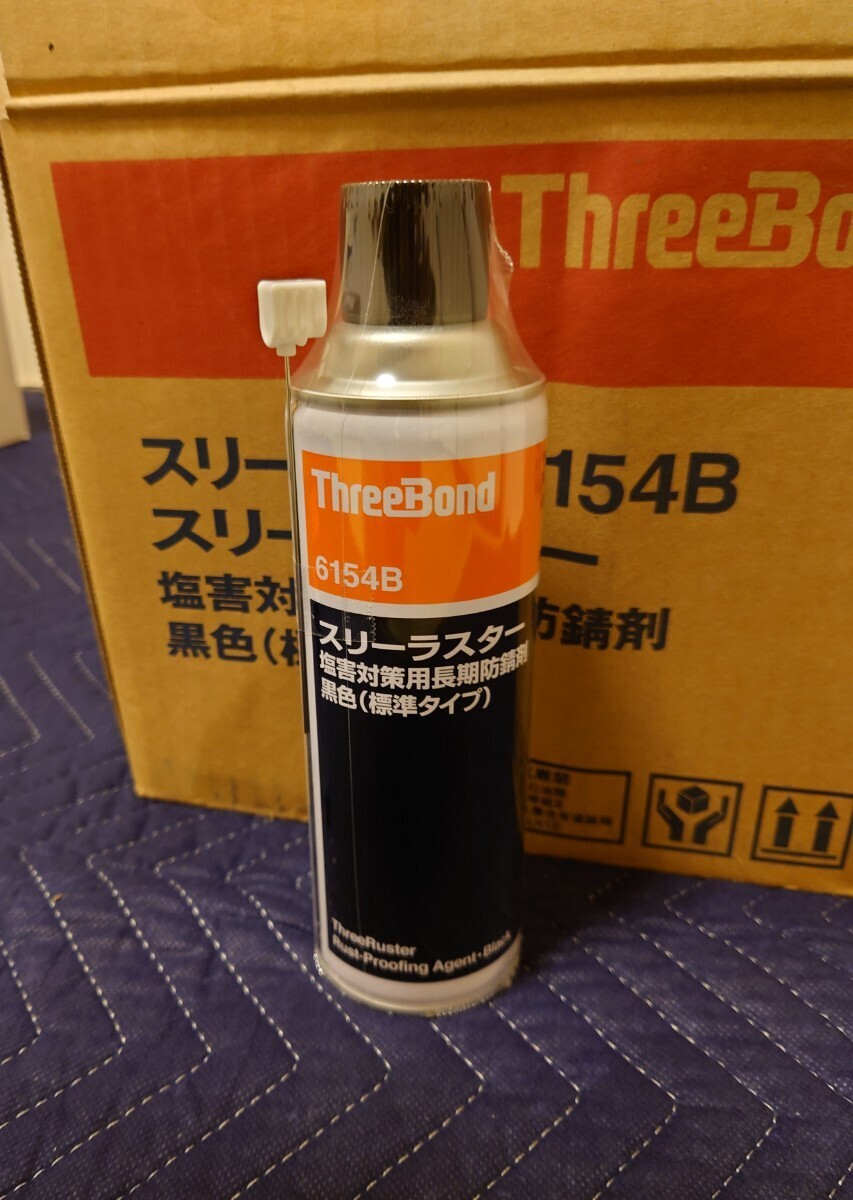 ThreeBo
スリー
6154B
スリー
ー
塩害対
防錆剤
黒色(
ThreeBond
6154B
スリーラスター
塩害対策用長期防錆剤
黒色(標準タイプ)
ThreeRuster
Rust-Proofing Agent・Black